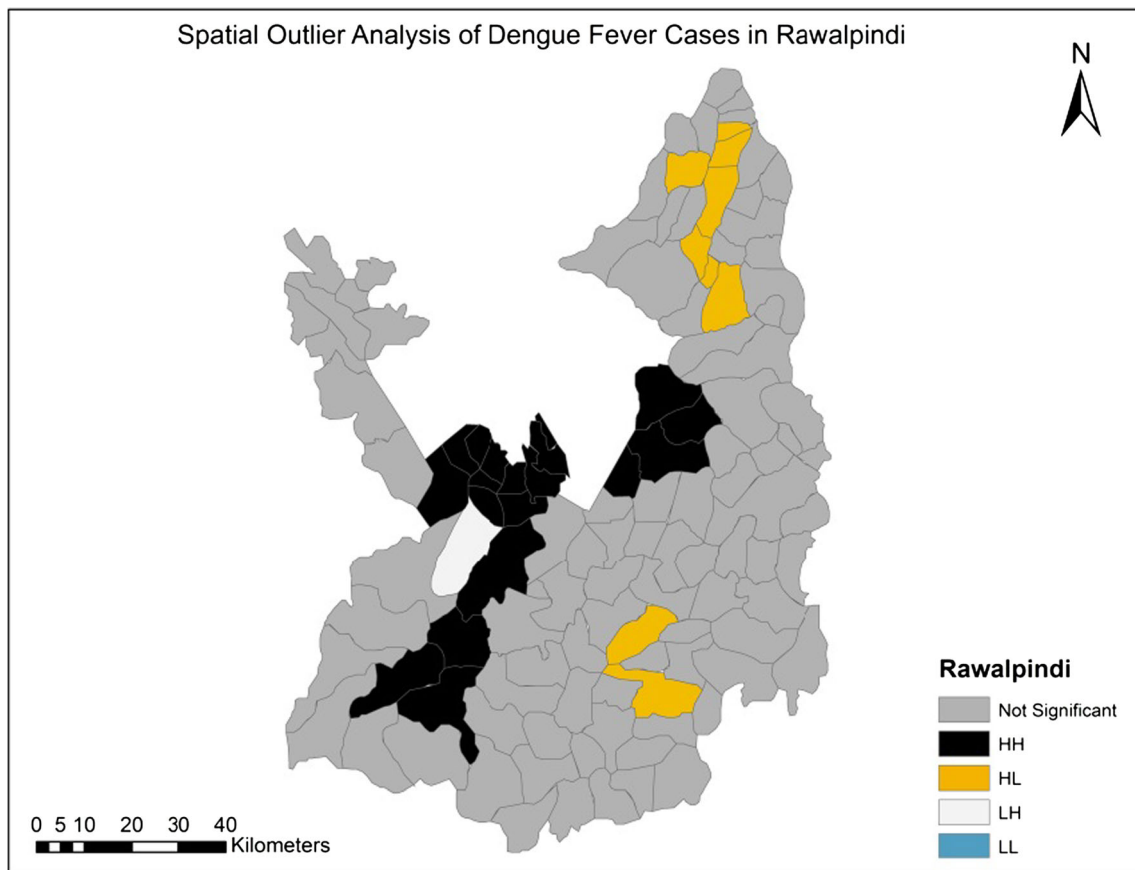 Spatial Outlier Analysis of Dengue Fever Cases in Rawalpindi
N
Rawalpindi
Not Significant
HH
HL
LH
LL
0 5 10 20 30 40
Kilometers